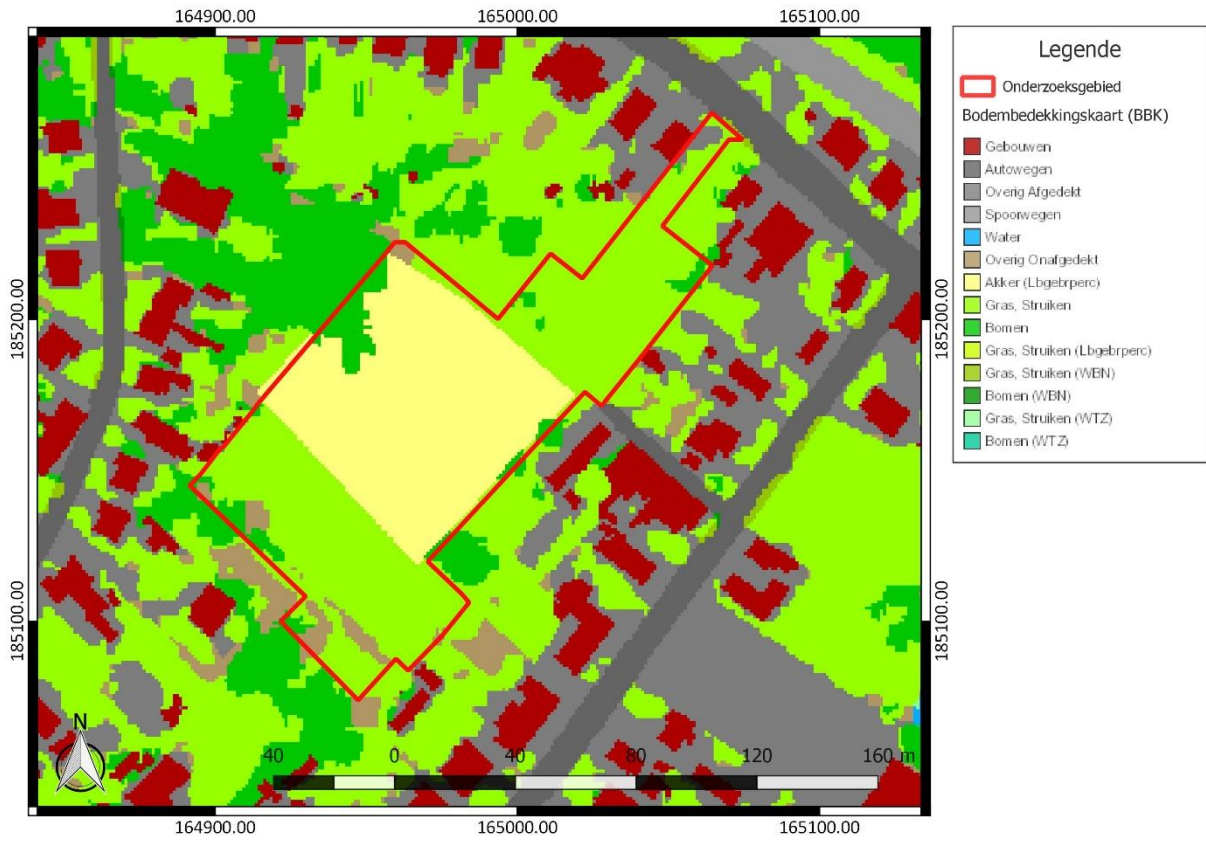 164900.00 165000.00 165100.00
185200.00 185200.00
185100.00 185100.00
N
40 0 40 80 120 160 m
164900.00 165000.00 165100.00
Legende
Onderzoeksgebied
Bodembedekkingskaart (BBK)
Gebouwen
Autowegen
Overig Afgedekt
Spoorwegen
Water
Overig Onafgedekt
Akker (Lbgebrperc)
Gras, Struiken
Bomen
Gras, Struiken (Lbgebrperc)
Gras, Struiken (WBN)
Bomen (WBN)
Gras, Struiken (WTZ)
Bomen (WTZ)